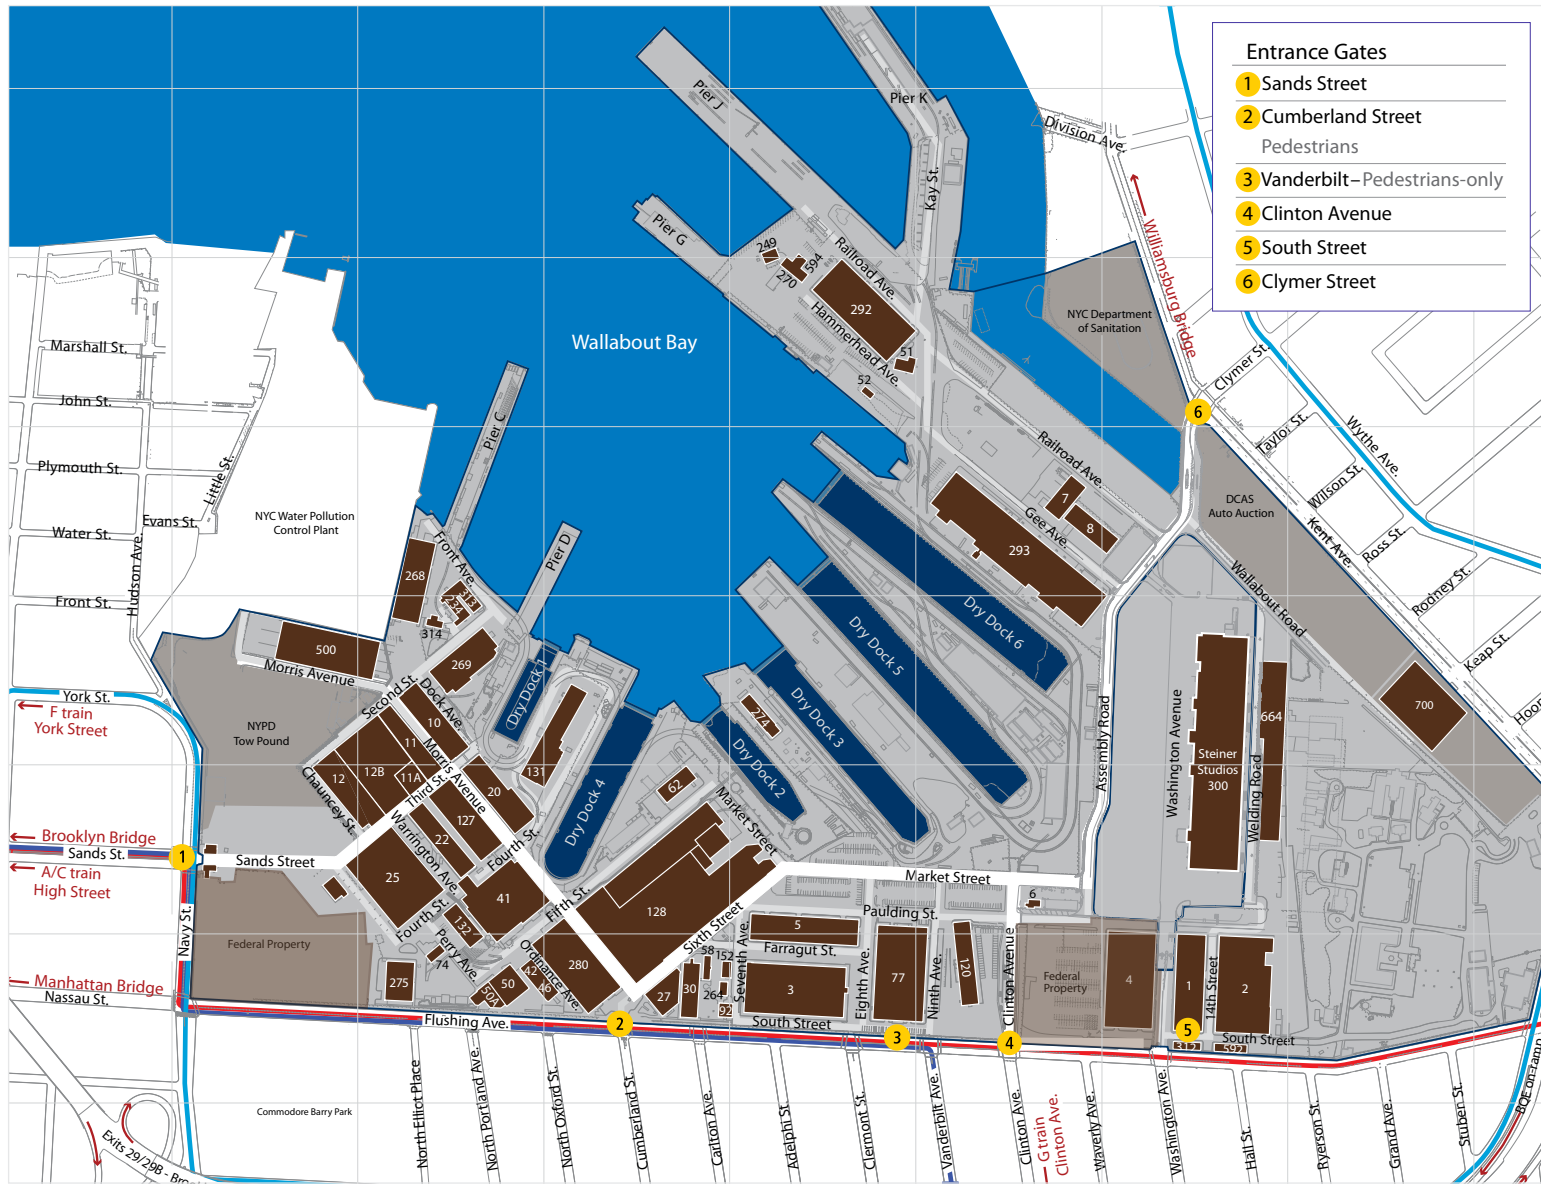 Entrance Gates
1 Sands Street
2 Cumberland Street
Pedestrians
3 Vanderbilt–Pedestrians-only
4 Clinton Avenue
5 South Street
6 Clymer Street
Pier J
Pier K
Kay St.
Division Ave.
Williamsburg Bridge
Pier G
249
270
594
Railroad Ave.
292
Hammerhead Ave.
51
52
NYC Department
of Sanitation
Wallabout Bay
Clymer St.
6
Taylor St.
Wythe Ave.
Wilson St.
Kent Ave.
Ross St.
Rodney St.
Keap St.
Hoop
Marshall St.
John St.
Plymouth St.
Little St.
Evans St.
Water St.
Hudson Ave.
Front St.
NYC Water Pollution
Control Plant
Pier C
Pier D
Front Ave.
268
313
234
314
269
Railroad Ave.
7
8
Gee Ave.
293
DCAS
Auto Auction
Wallabout Road
Dry Dock 6
Dry Dock 5
Dry Dock 3
Dry Dock 2
Dry Dock 1
Dry Dock 4
274
62
131
500
Morris Avenue
Second St.
Dock Ave.
10
11
11A
12B
12
Morris Avenue
Third St.
Chauncey St.
20
127
22
Warrington Ave.
Fourth St.
NYPD
Tow Pound
York St.
F train
York Street
Brooklyn Bridge
Sands St.
1
Sands Street
A/C train
High Street
Navy St.
25
41
Fourth St.
132
Perry Ave.
74
Fifth St.
Ordinance Ave.
128
Market Street
Sixth Street
Market Street
Assembly Road
Washington Avenue
Steiner
Studios
300
664
Welding Road
700
6
Paulding St.
5
Farragut St.
Seventh Ave.
Eighth Ave.
77
Ninth Ave.
120
Clinton Avenue
Federal
Property
4
1
14th Street
2
South Street
5
312
592
Federal Property
275
50A
50
42
46
280
27
30
58
152
264
92
3
South Street
Manhattan Bridge
Nassau St.
Flushing Ave.
2
3
4
Commodore Barry Park
Exits 29/29B - Bro
North Elliot Place
North Portland Ave.
North Oxford St.
Cumberland St.
Carlton Ave.
Adelphi St.
Clermont St.
Vanderbilt Ave.
Clinton Ave.
G train
Clinton Ave.
Waverly Ave.
Washington Ave.
Hall St.
Ryerson St.
Grand Ave.
Stuben St.
BQE on-ramp